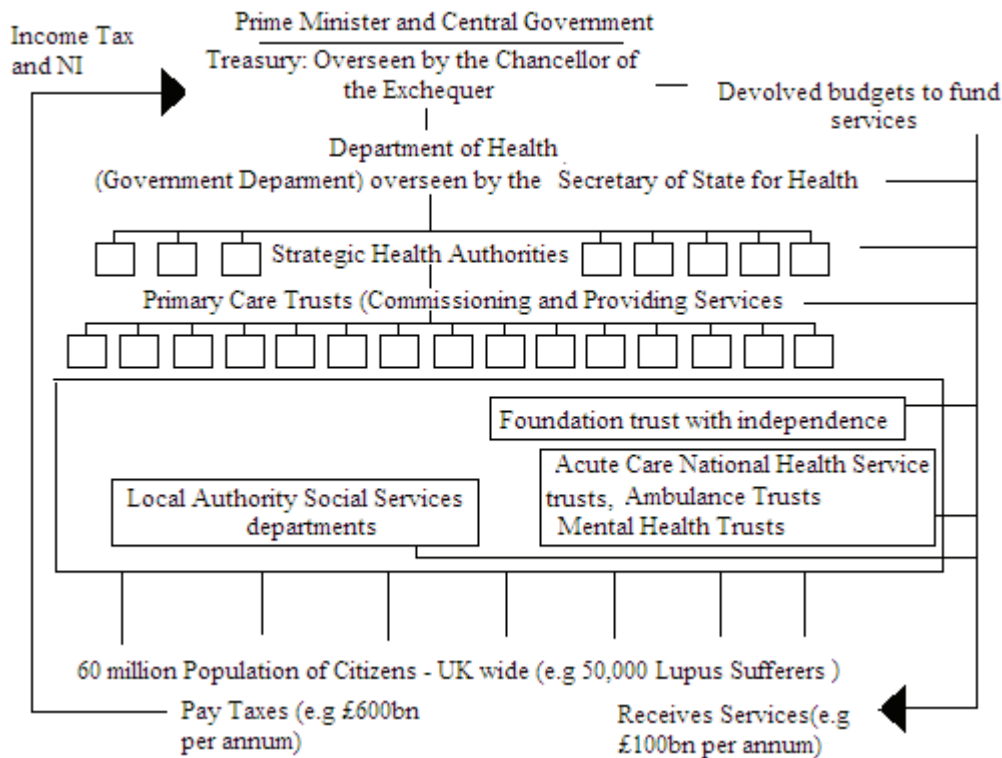 Prime Minister and Central Government
Income Tax
and NI
Treasury: Overseen by the Chancellor of
the Exchequer
Devolved budgets to fund
services
Department of Health
(Government Deparment) overseen by the Secretary of State for Health
Strategic Health Authorities
Primary Care Trusts (Commissioning and Providing Services
Foundation trust with independence
Acute Care National Health Service
trusts, Ambulance Trusts
Mental Health Trusts
Local Authority Social Services
departments
60 million Population of Citizens - UK wide (e.g 50,000 Lupus Sufferers )
Pay Taxes (e.g £600bn
per annum)
Receives Services(e.g
£100bn per annum)